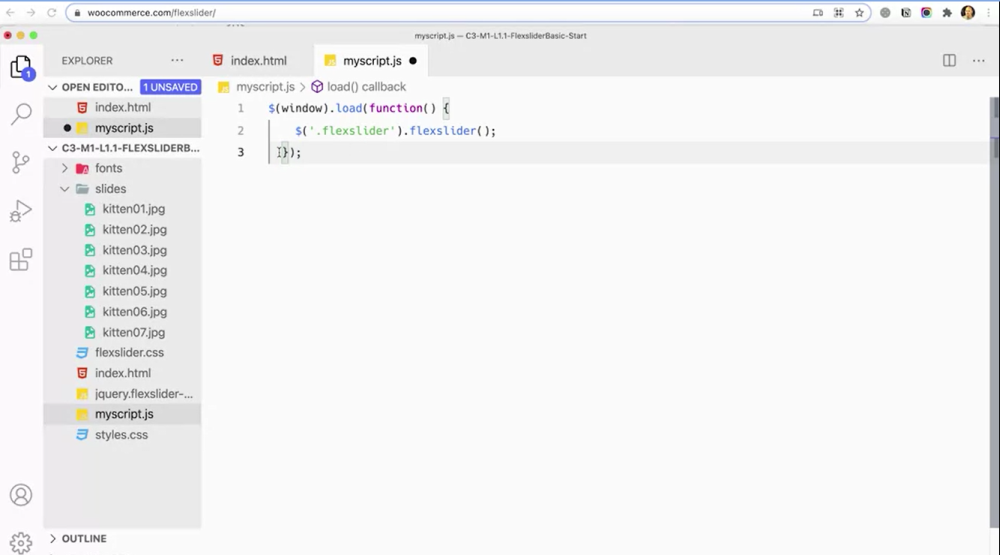 woocommerce.com/flexslider/
myscript.js — C3-M1-L1.1-FlexsliderBasic-Start
EXPLORER
index.html
myscript.js
OPEN EDITO... 1 UNSAVED
myscript.js > load() callback
index.html
myscript.js
C3-M1-L1.1-FLEXSLIDERB...
fonts
slides
kitten01.jpg
kitten02.jpg
kitten03.jpg
kitten04.jpg
kitten05.jpg
kitten06.jpg
kitten07.jpg
flexslider.css
index.html
jquery.flexslider-...
myscript.js
styles.css
OUTLINE
1
1 $(window).load(function() {
2 $('.flexslider').flexslider();
3 });